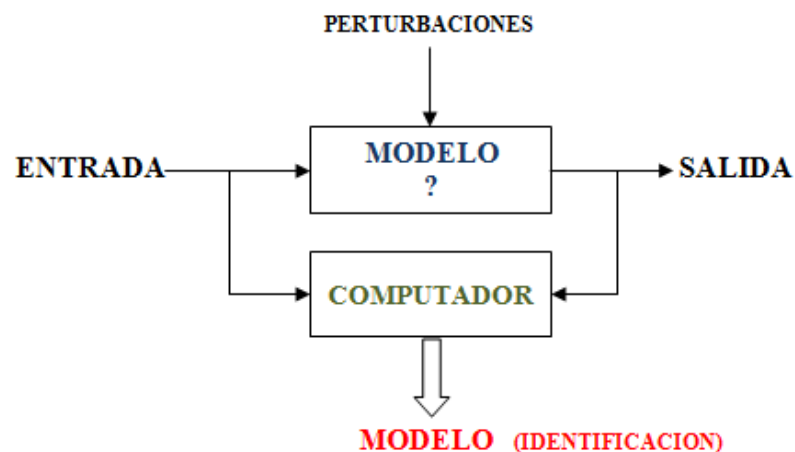 PERTURBACIONES
ENTRADA
MODELO
?
SALIDA
COMPUTADOR
MODELO (IDENTIFICACION)